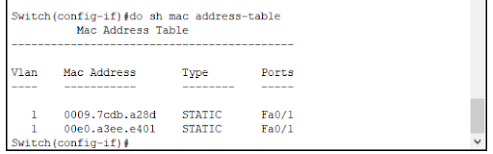 Switch(config-if)#do sh mac address-table
Mac Address Table
-------------------------------------------
Vlan Mac Address Type Ports
---- ----------- -------- -----
1 0009.7cdb.a28d STATIC Fa0/1
1 00e0.a3ee.e401 STATIC Fa0/1
Switch(config-if)#